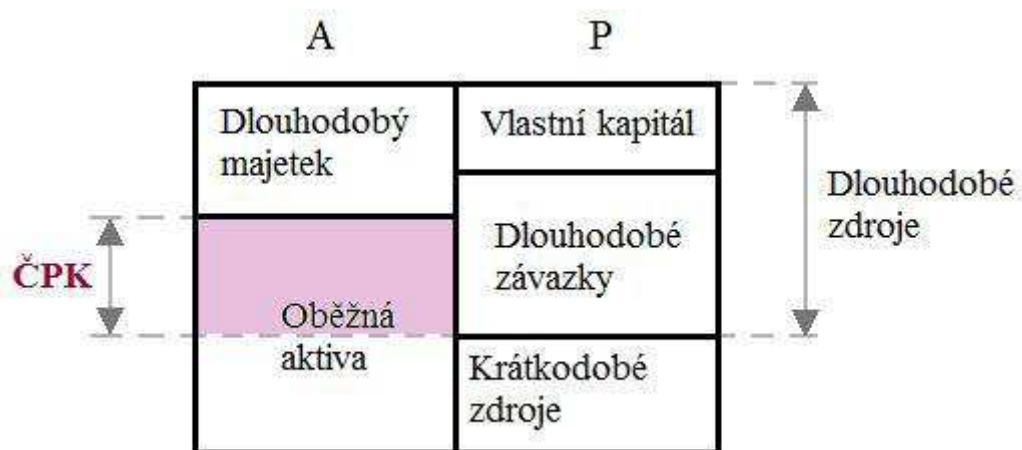 A
P
Dlouhodobý
majetek
Vlastní kapitál
Dlouhodobé
zdroje
Dlouhodobé
závazky
ČPK
Oběžná
aktiva
Krátkodobé
zdroje